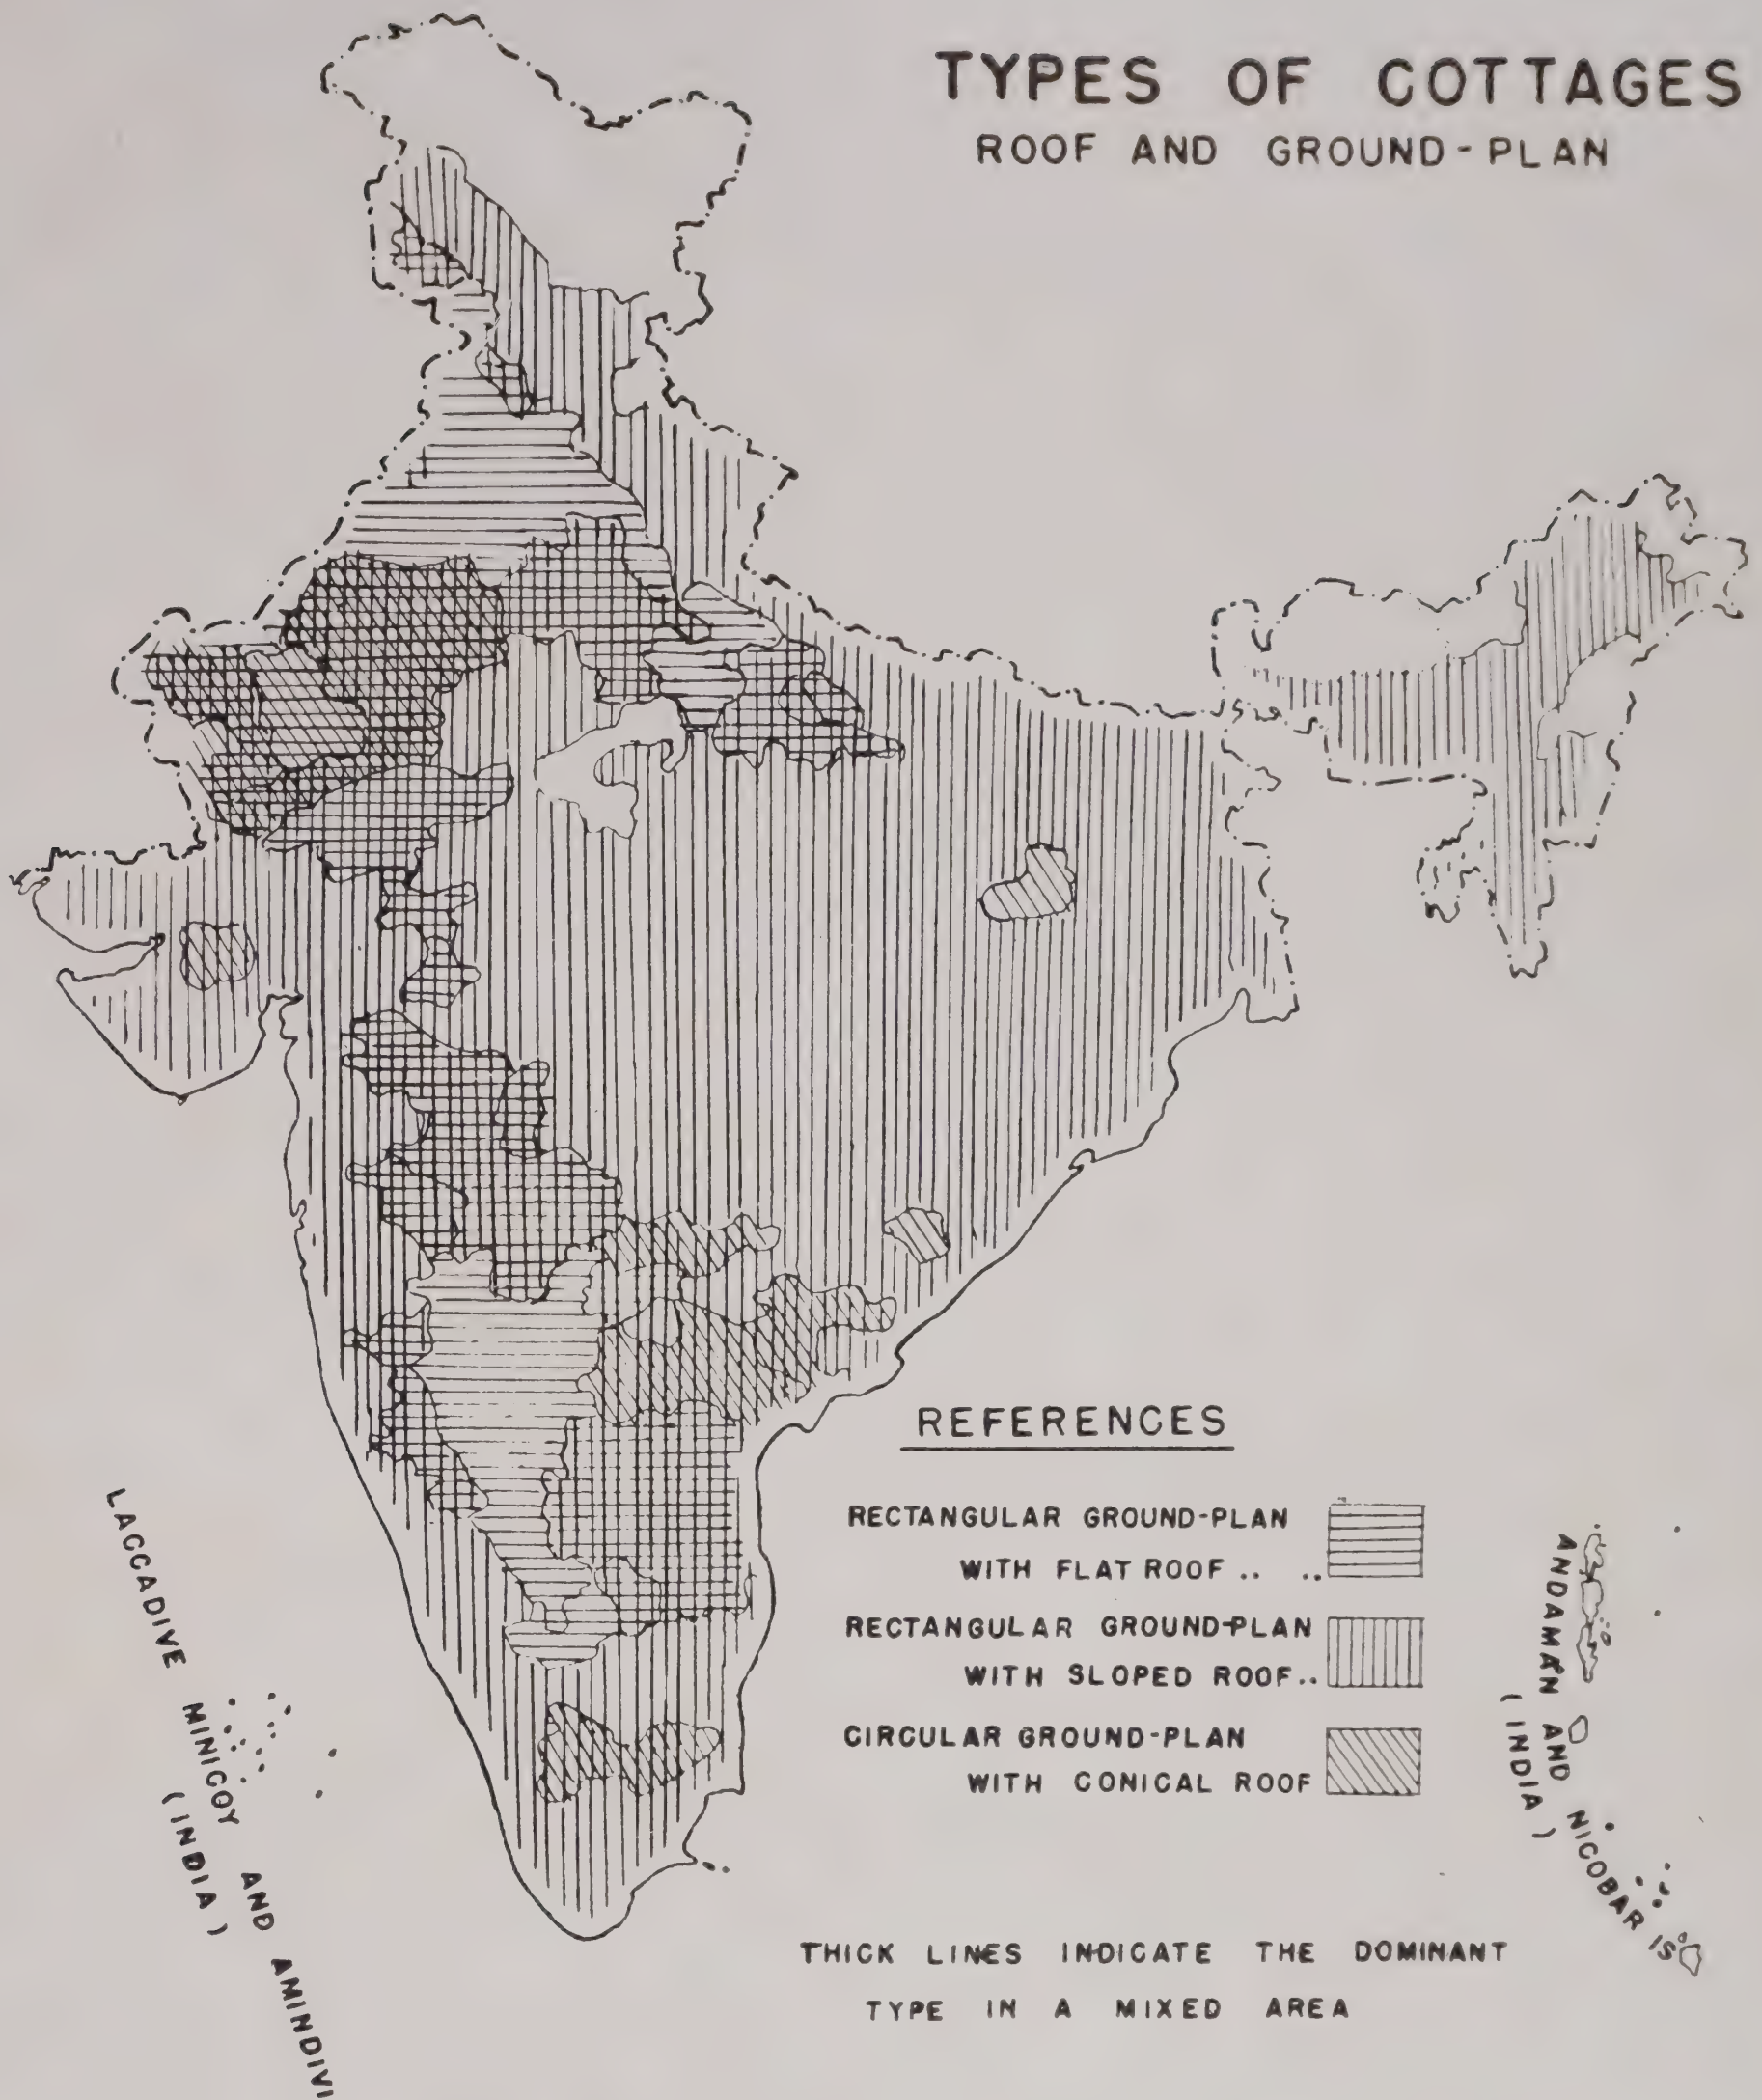 TYPES OF COTTAGES
ROOF AND GROUND-PLAN
REFERENCES
RECTANGULAR GROUND-PLAN
WITH FLAT ROOF .. ..
RECTANGULAR GROUND-PLAN
WITH SLOPED ROOF..
CIRCULAR GROUND-PLAN
WITH CONICAL ROOF
THICK LINES INDICATE THE DOMINANT
TYPE IN A MIXED AREA
LACCADIVE MINICOY AND AMINDIVI
(INDIA)
ANDAMAN AND NICOBAR IS.
(INDIA)